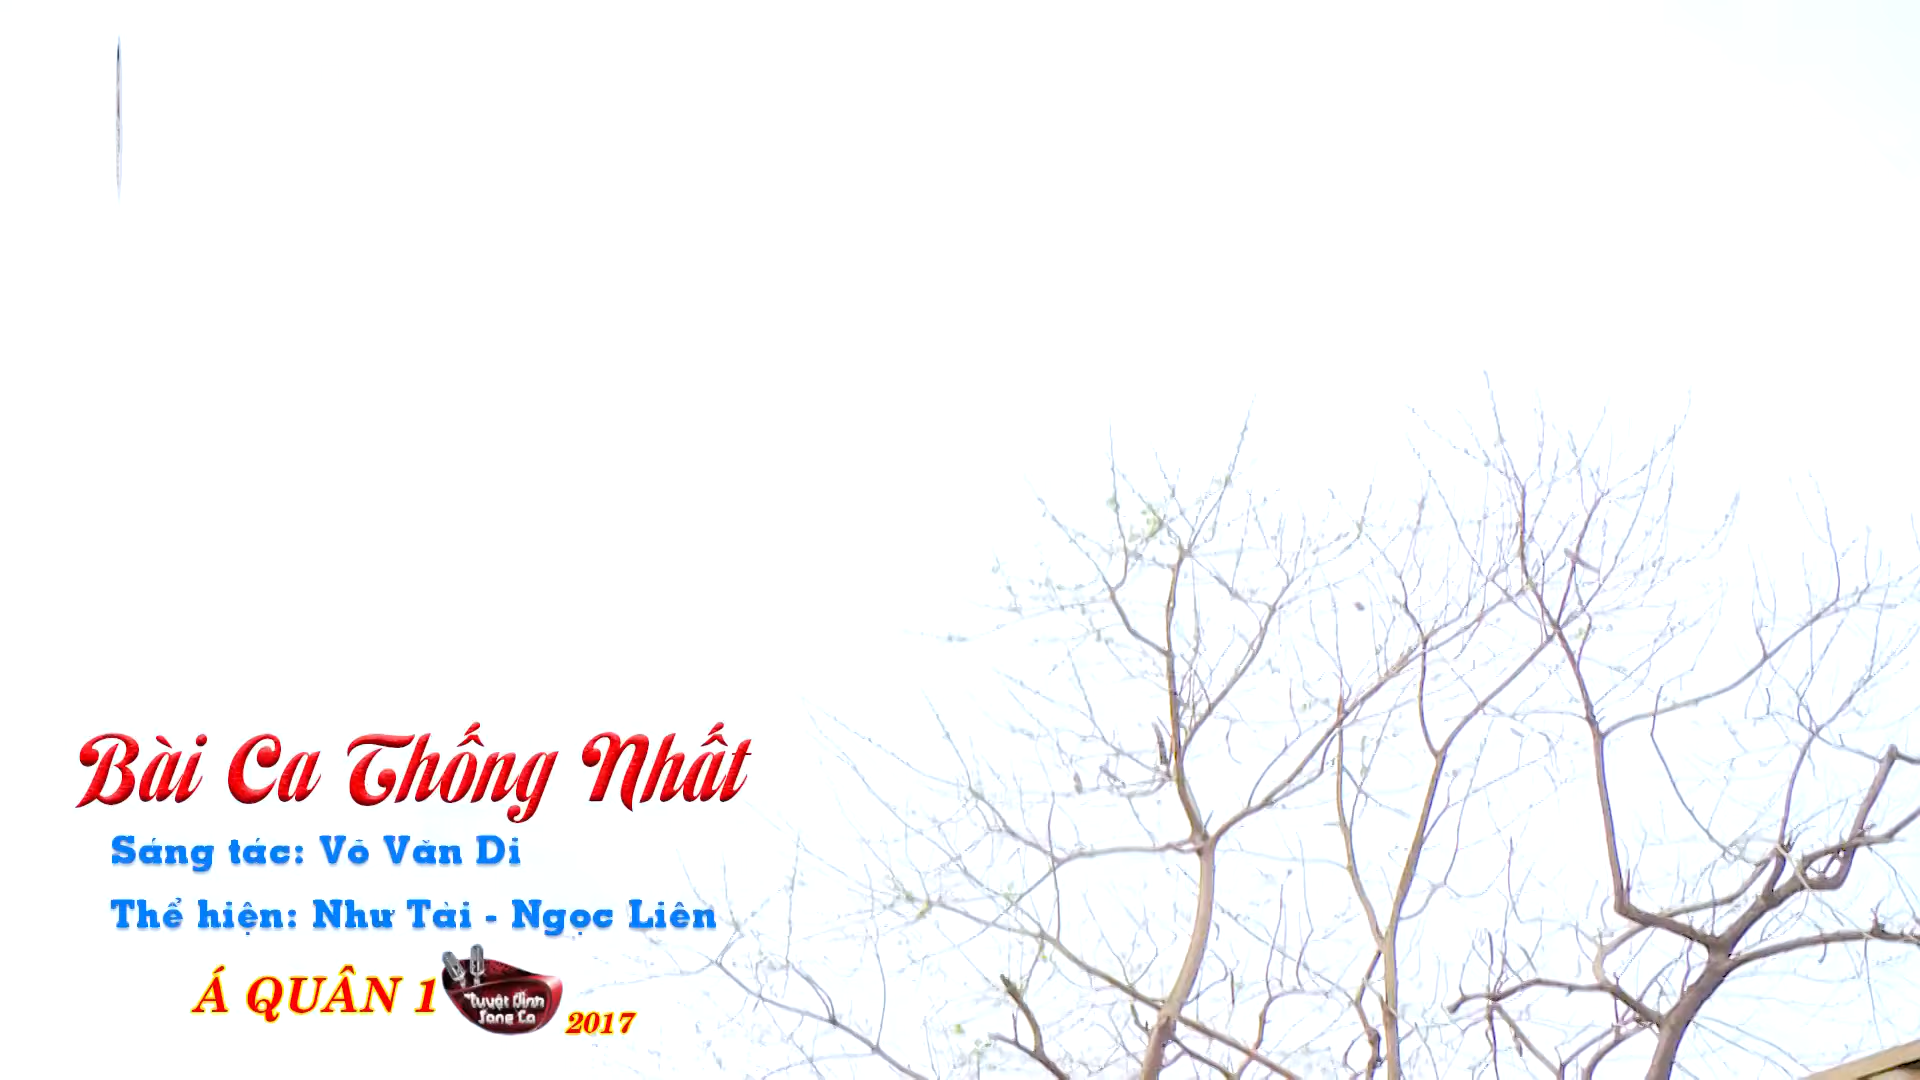 Bài Ca Thống Nhất
Sáng tác: Võ Văn Di
Thể hiện: Như Tài - Ngọc Liên
Á QUÂN 1
Tuyệt Đỉnh
Song Ca
2017